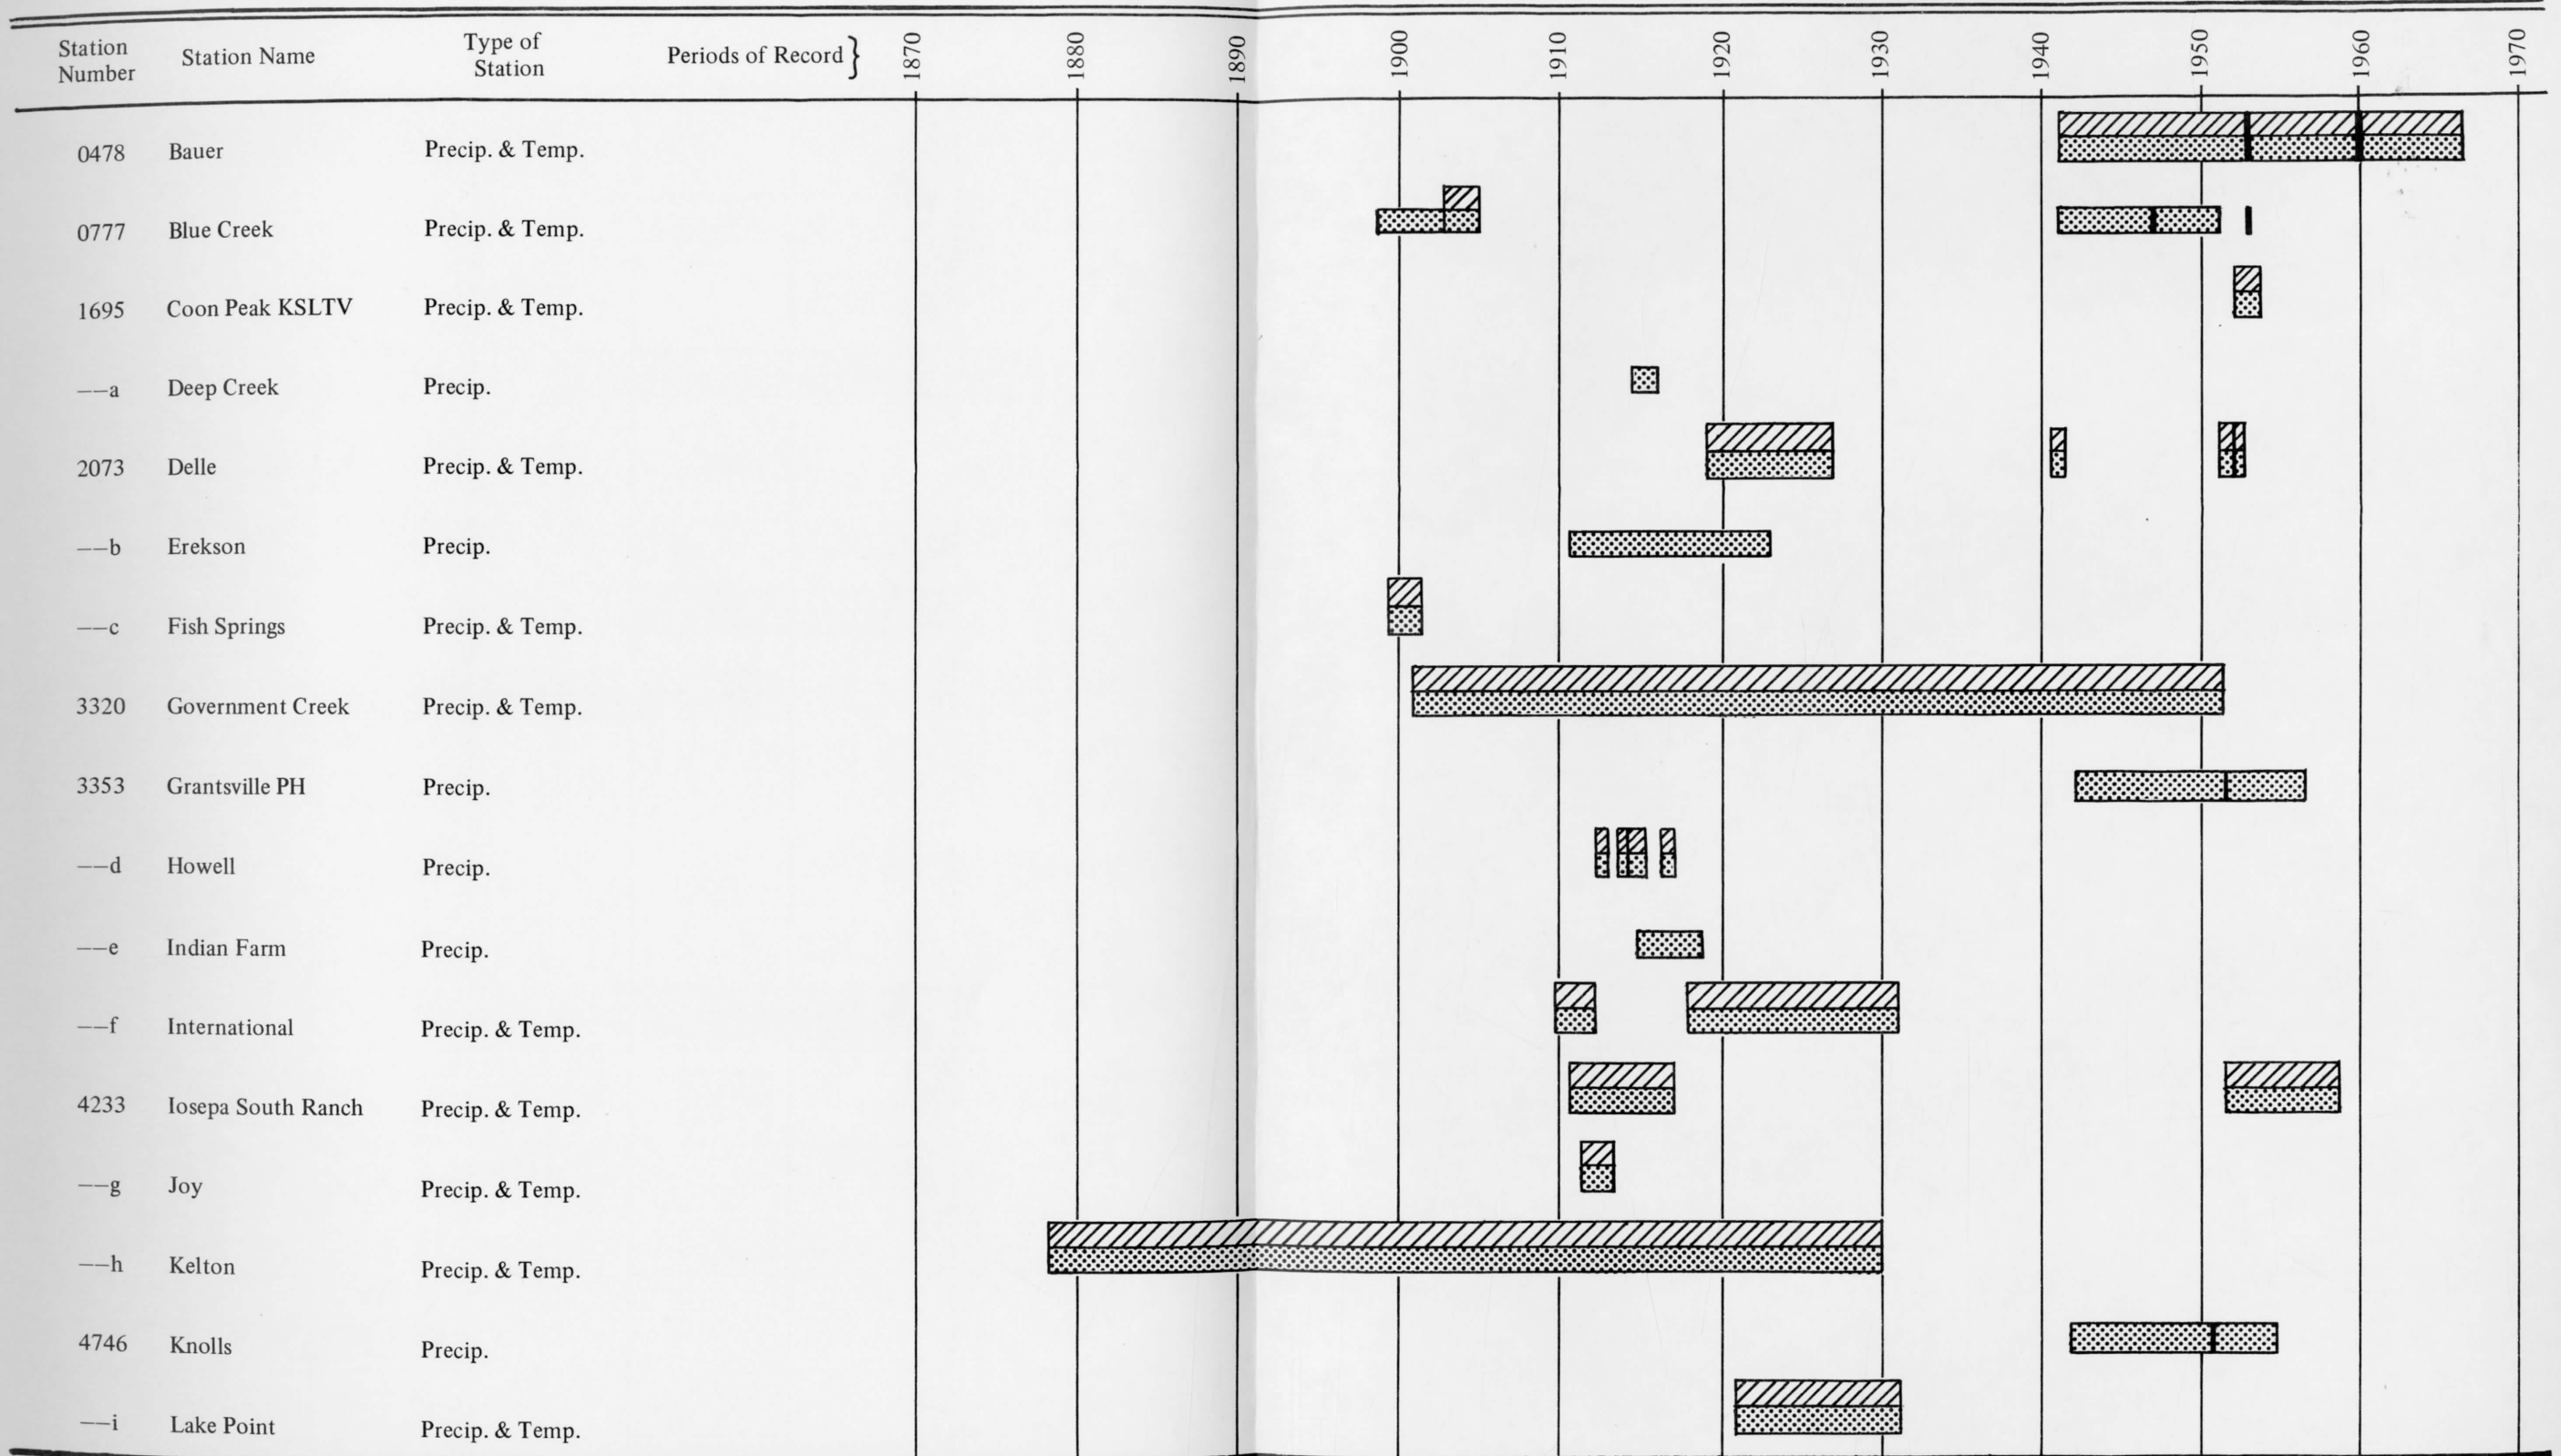 Station Number Station Name Type of Station Periods of Record } 1870 1880 1890 1900 1910 1920 1930 1940 1950 1960 1970
0478 Bauer Precip. & Temp.
0777 Blue Creek Precip. & Temp.
1695 Coon Peak KSLTV Precip. & Temp.
——a Deep Creek Precip.
2073 Delle Precip. & Temp.
——b Erekson Precip.
——c Fish Springs Precip. & Temp.
3320 Government Creek Precip. & Temp.
3353 Grantsville PH Precip.
——d Howell Precip.
——e Indian Farm Precip.
——f International Precip. & Temp.
4233 Iosepa South Ranch Precip. & Temp.
——g Joy Precip. & Temp.
——h Kelton Precip. & Temp.
4746 Knolls Precip.
——i Lake Point Precip. & Temp.